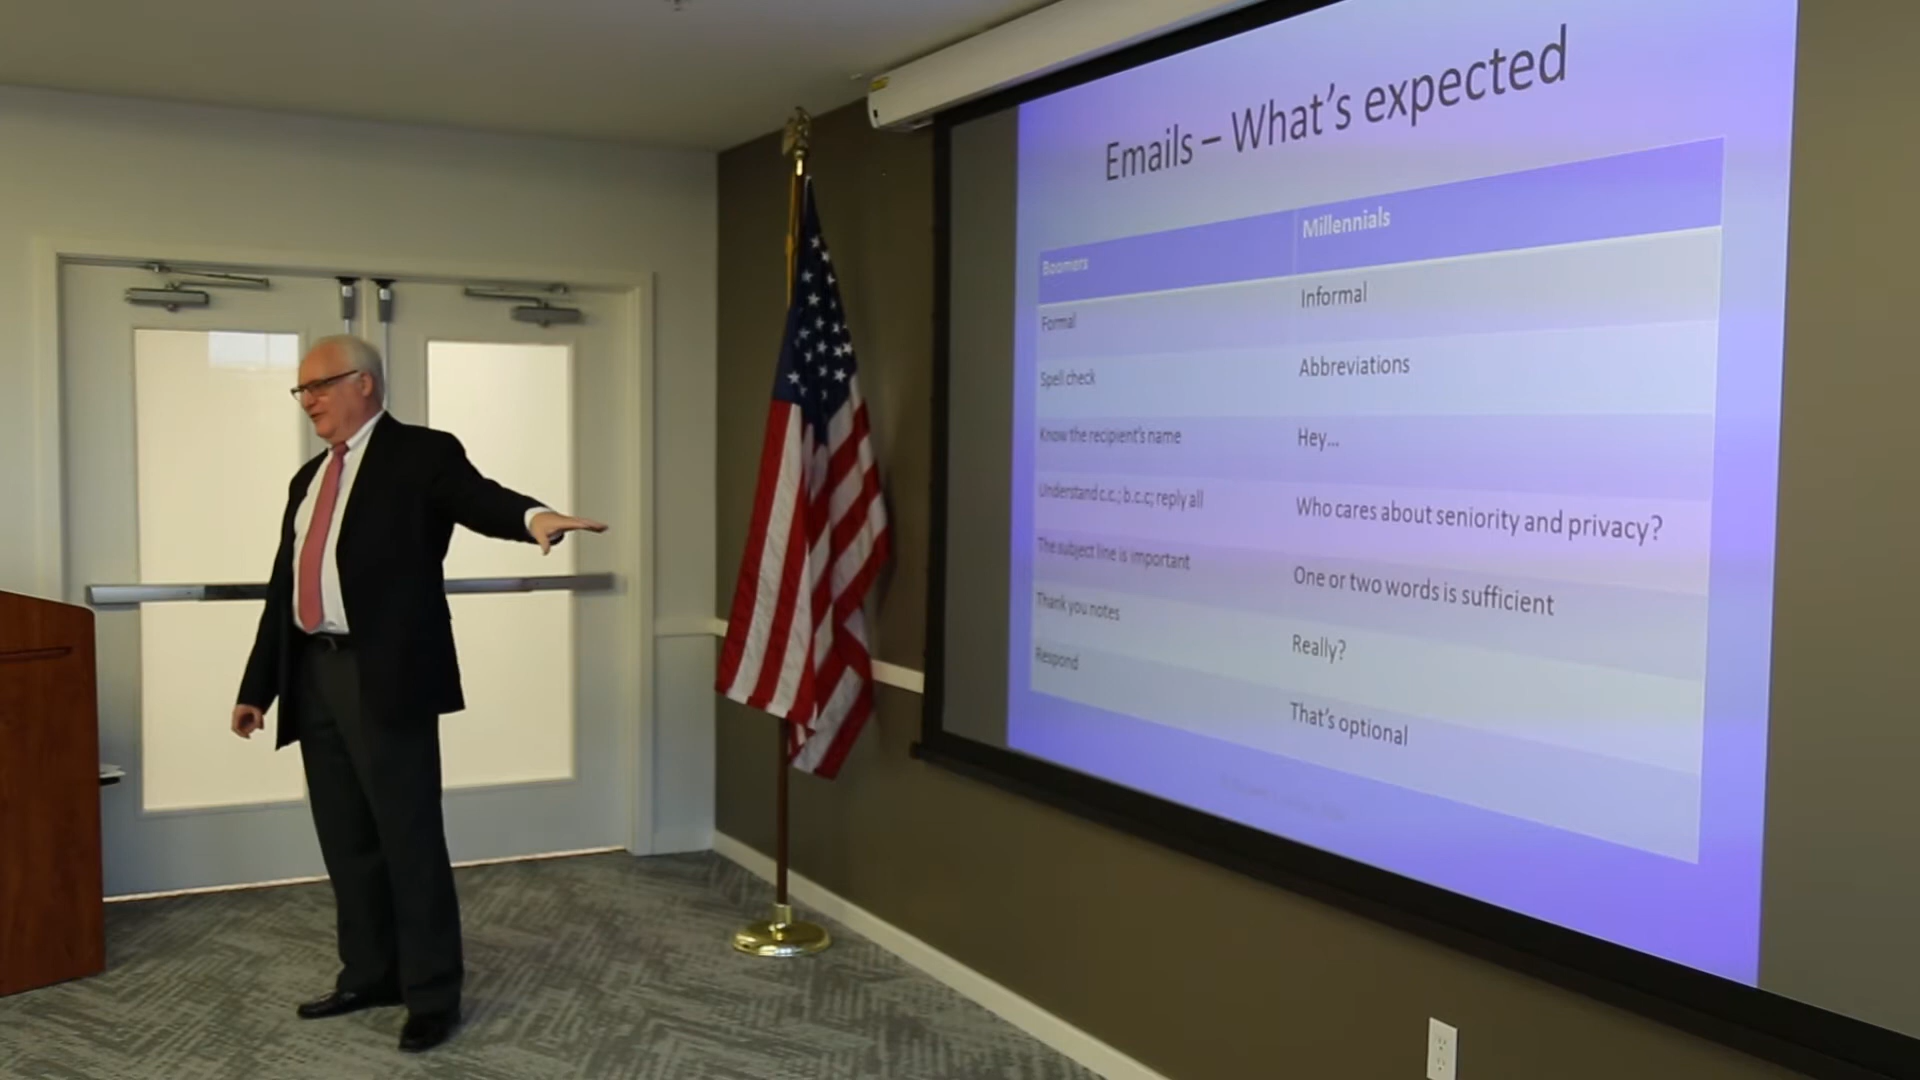 Emails – What's expected
Boomers Millennials
Formal Informal
Spell check Abbreviations
Know the recipient's name Hey...
Understand c.c.; b.c.c; reply all Who cares about seniority and privacy?
The subject line is important One or two words is sufficient
Thank you notes Really?
Respond That's optional